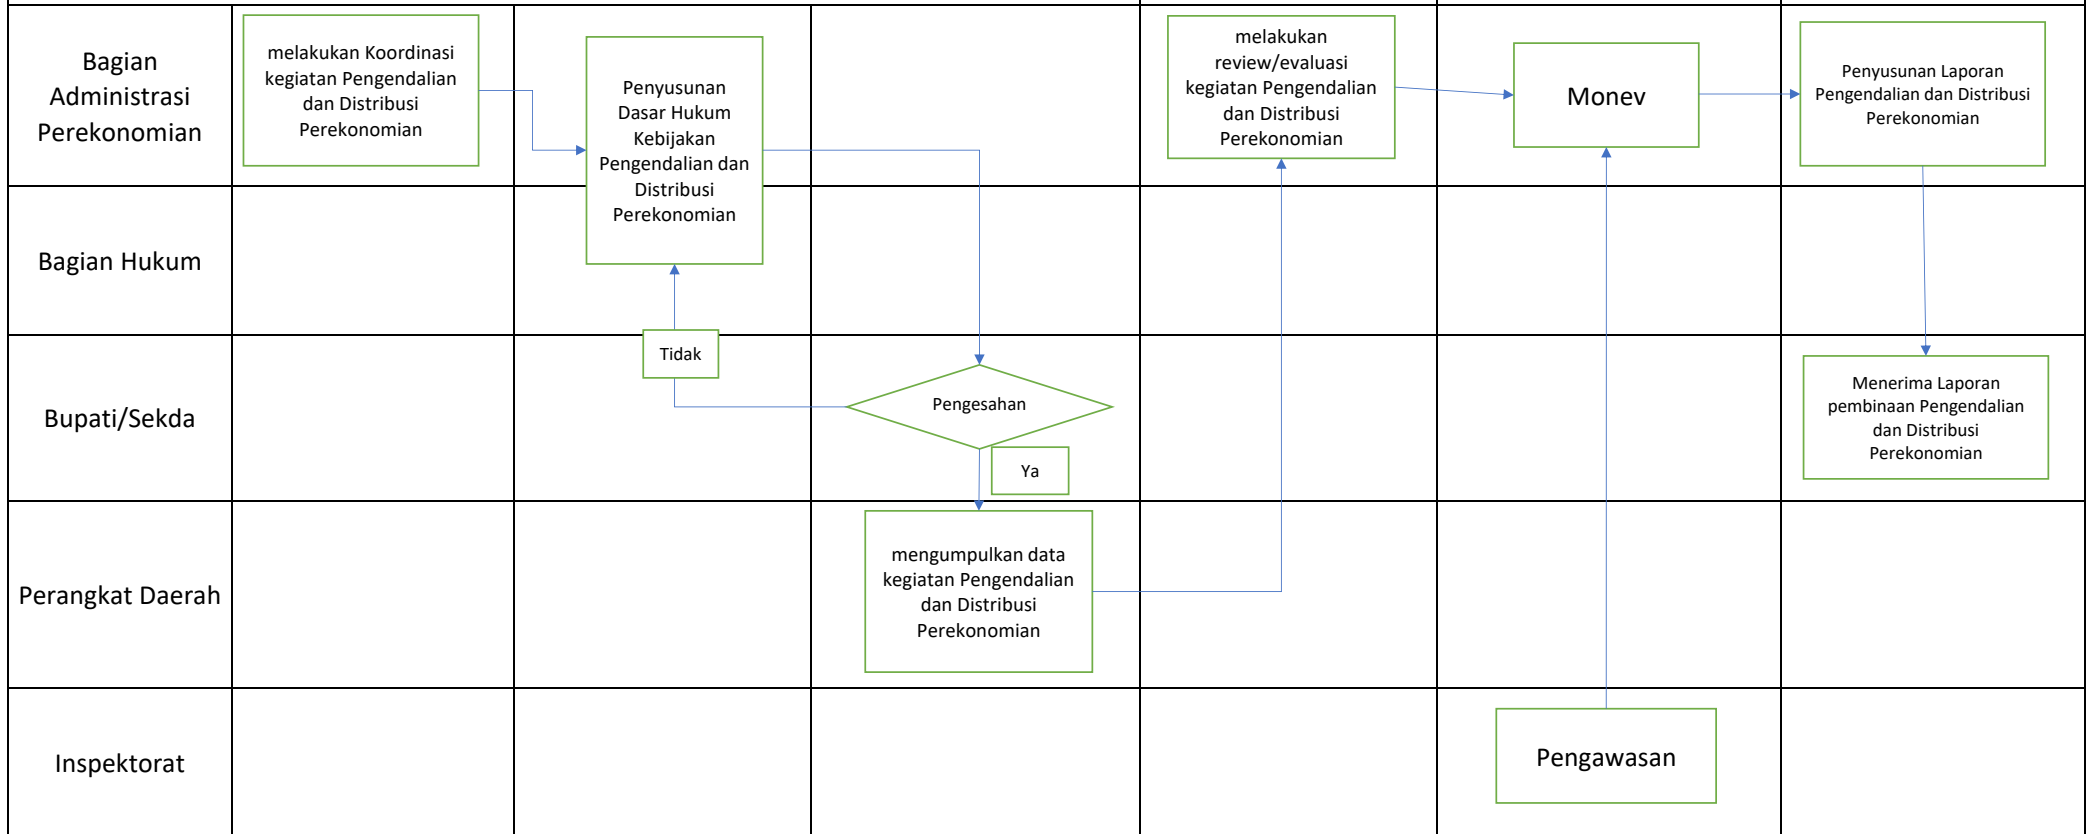 Bagian
Administrasi
Perekonomian
melakukan Koordinasi
kegiatan Pengendalian
dan Distribusi
Perekonomian
Penyusunan
Dasar Hukum
Kebijakan
Pengendalian dan
Distribusi
Perekonomian
melakukan
review/evaluasi
kegiatan Pengendalian
dan Distribusi
Perekonomian
Monev
Penyusunan Laporan
Pengendalian dan Distribusi
Perekonomian
Bagian Hukum
Tidak
Bupati/Sekda
Pengesahan
Ya
Menerima Laporan
pembinaan Pengendalian
dan Distribusi
Perekonomian
Perangkat Daerah
mengumpulkan data
kegiatan Pengendalian
dan Distribusi
Perekonomian
Inspektorat
Pengawasan